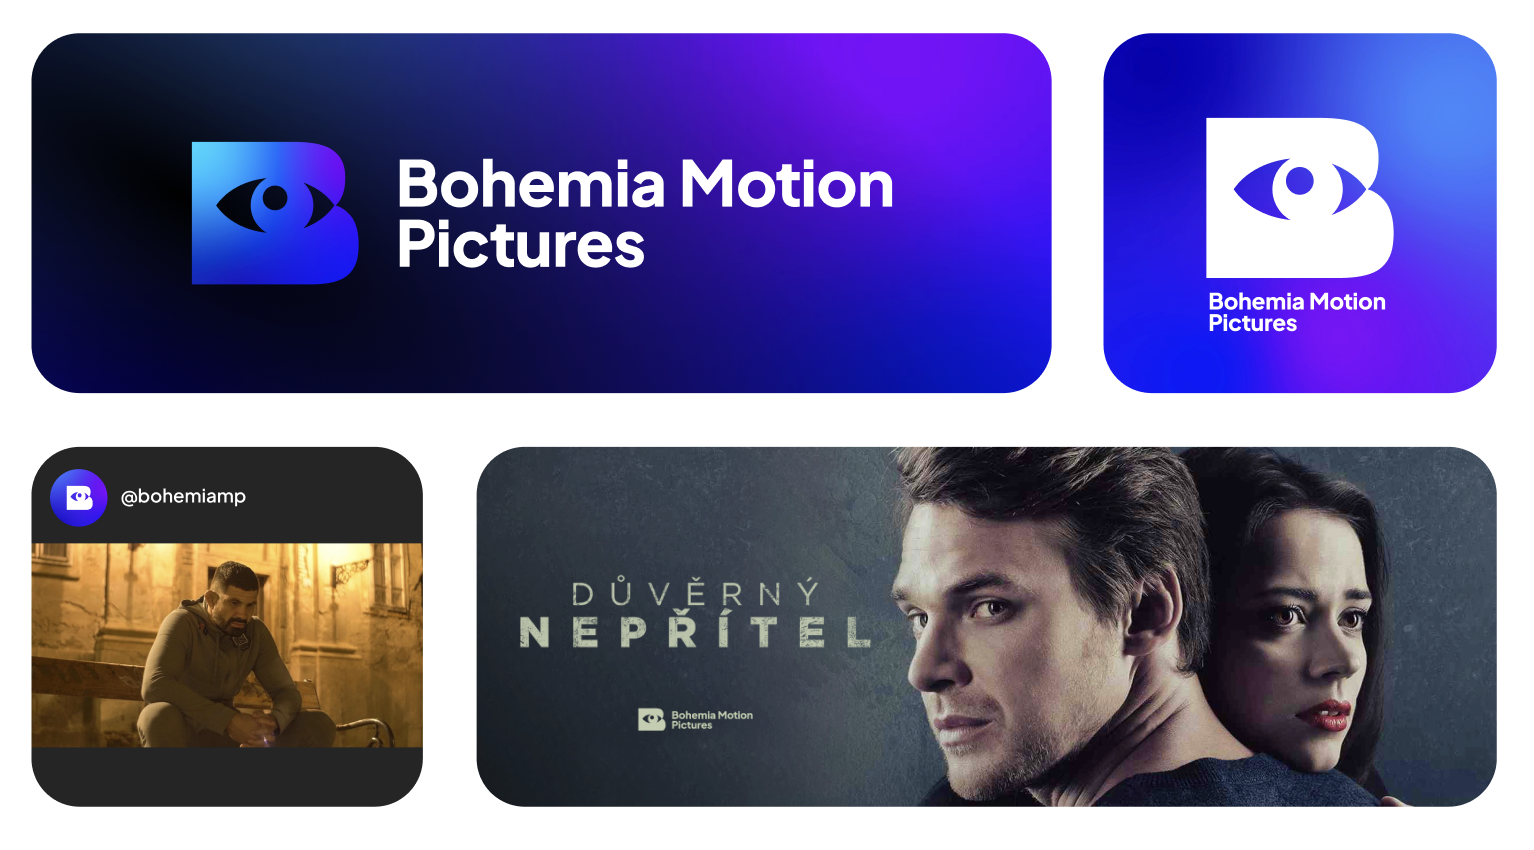 Bohemia Motion
Pictures
Bohemia Motion
Pictures
@bohemiamp
DŮVĚRNÝ
NEPŘÍTEL
Bohemia Motion
Pictures